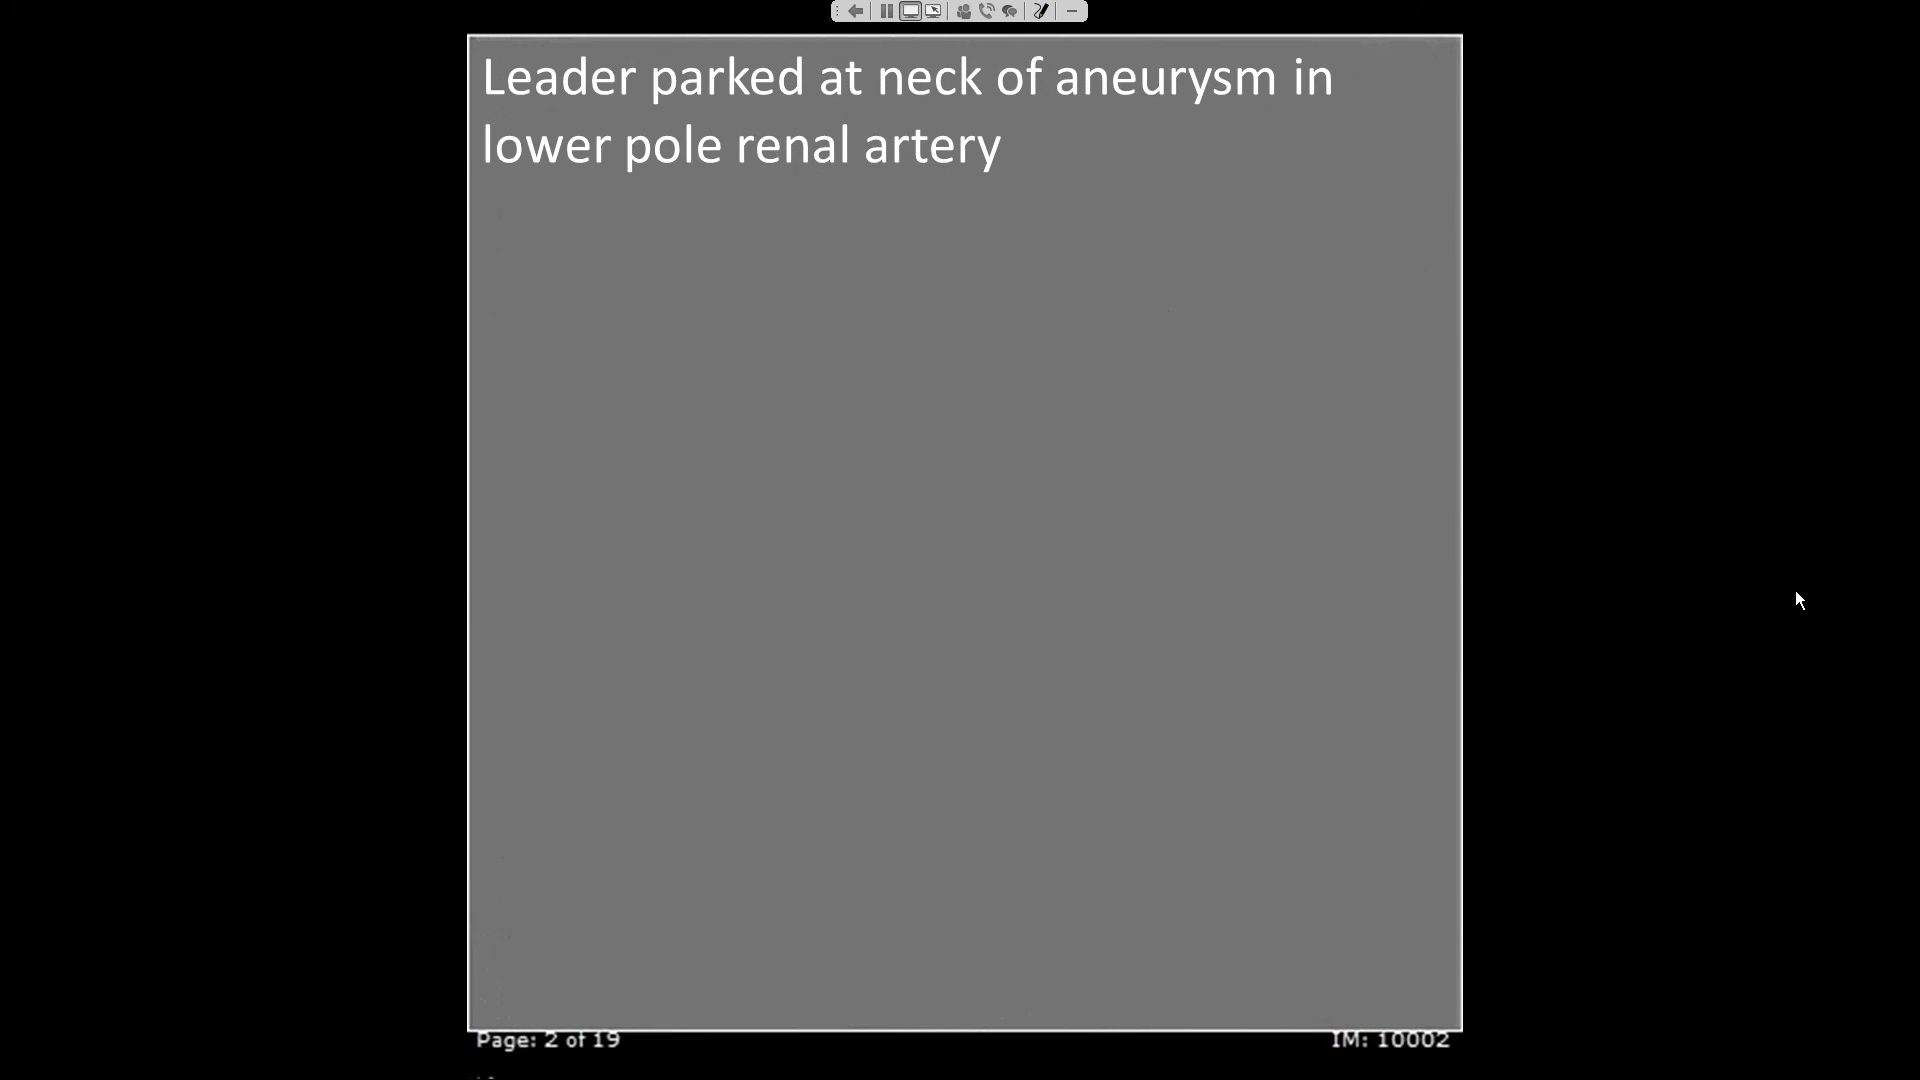 Leader parked at neck of aneurysm in
lower pole renal artery
Page: 2 of 19
IM: 10002